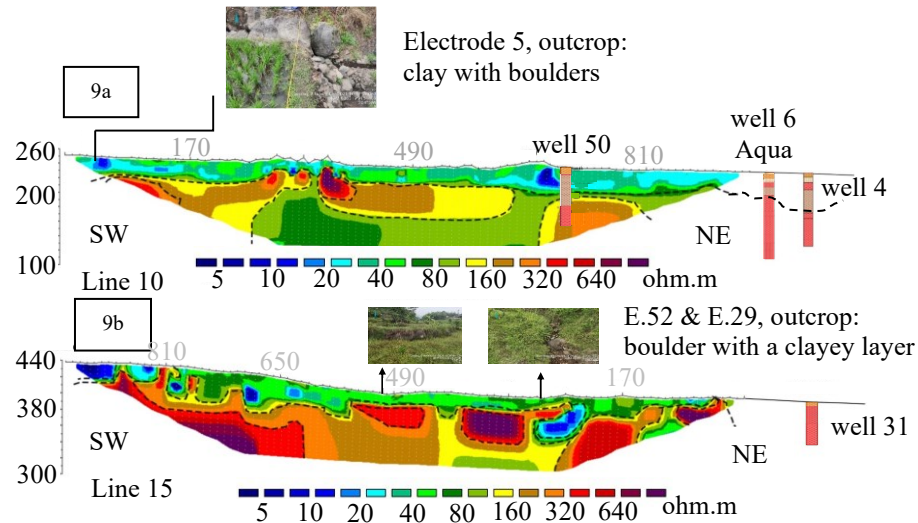 Electrode 5, outcrop:
clay with boulders
9a
well 6
Aqua
well 50
260
170
490
810
200
well 4
SW
NE
100
5 10 20 40 80 160 320 640 ohm.m
Line 10
9b
E.52 & E.29, outcrop:
boulder with a clayey layer
440
810
650
490
170
380
well 31
SW
NE
300
Line 15
5 10 20 40 80 160 320 640 ohm.m